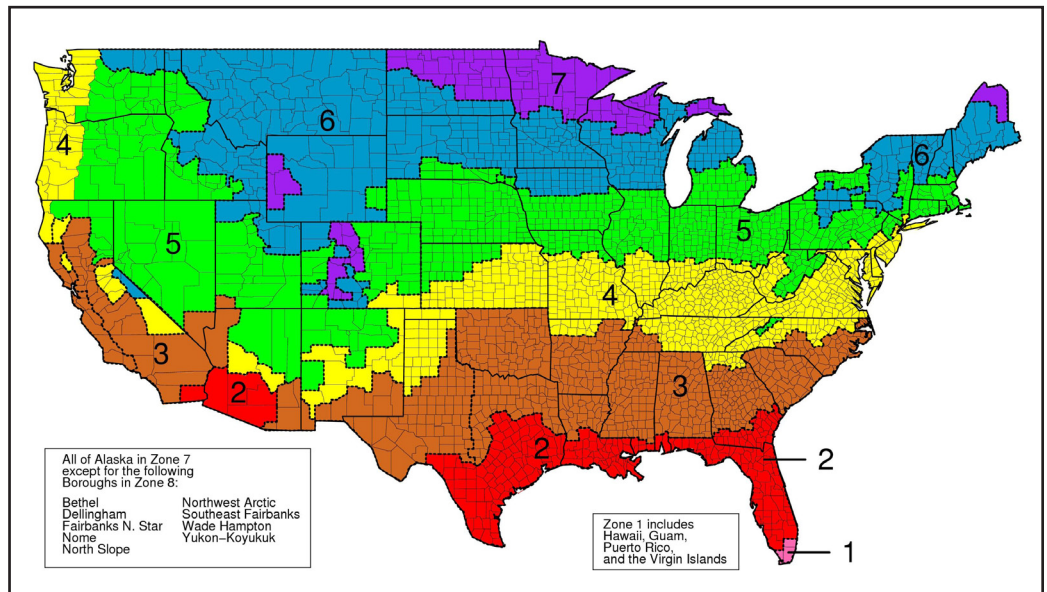 7
6
4
6
5
5
4
3
3
2
2
2
1
All of Alaska in Zone 7
except for the following
Boroughs in Zone 8:
Bethel Northwest Arctic
Dellingham Southeast Fairbanks
Fairbanks N. Star Wade Hampton
Nome Yukon–Koyukuk
North Slope
Zone 1 includes
Hawaii, Guam,
Puerto Rico,
and the Virgin Islands